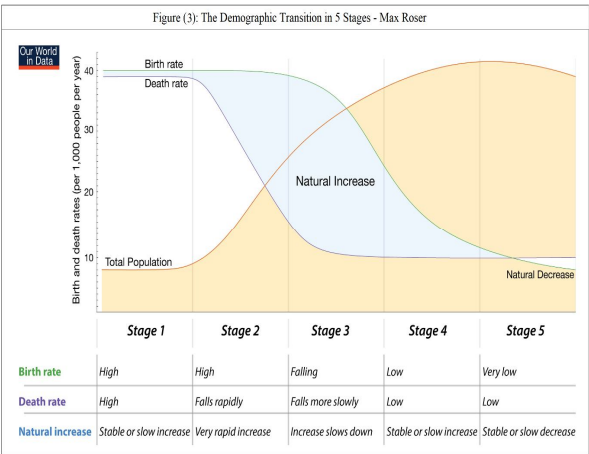 Figure (3): The Demographic Transition in 5 Stages - Max Roser
Our World
in Data
Birth and death rates (per 1,000 people per year)
40
30
20
10
Birth rate
Death rate
Natural Increase
Total Population
Natural Decrease
Stage 1 Stage 2 Stage 3 Stage 4 Stage 5
Birth rate High High Falling Low Very low
Death rate High Falls rapidly Falls more slowly Low Low
Natural increase Stable or slow increase Very rapid increase Increase slows down Stable or slow increase Stable or slow decrease